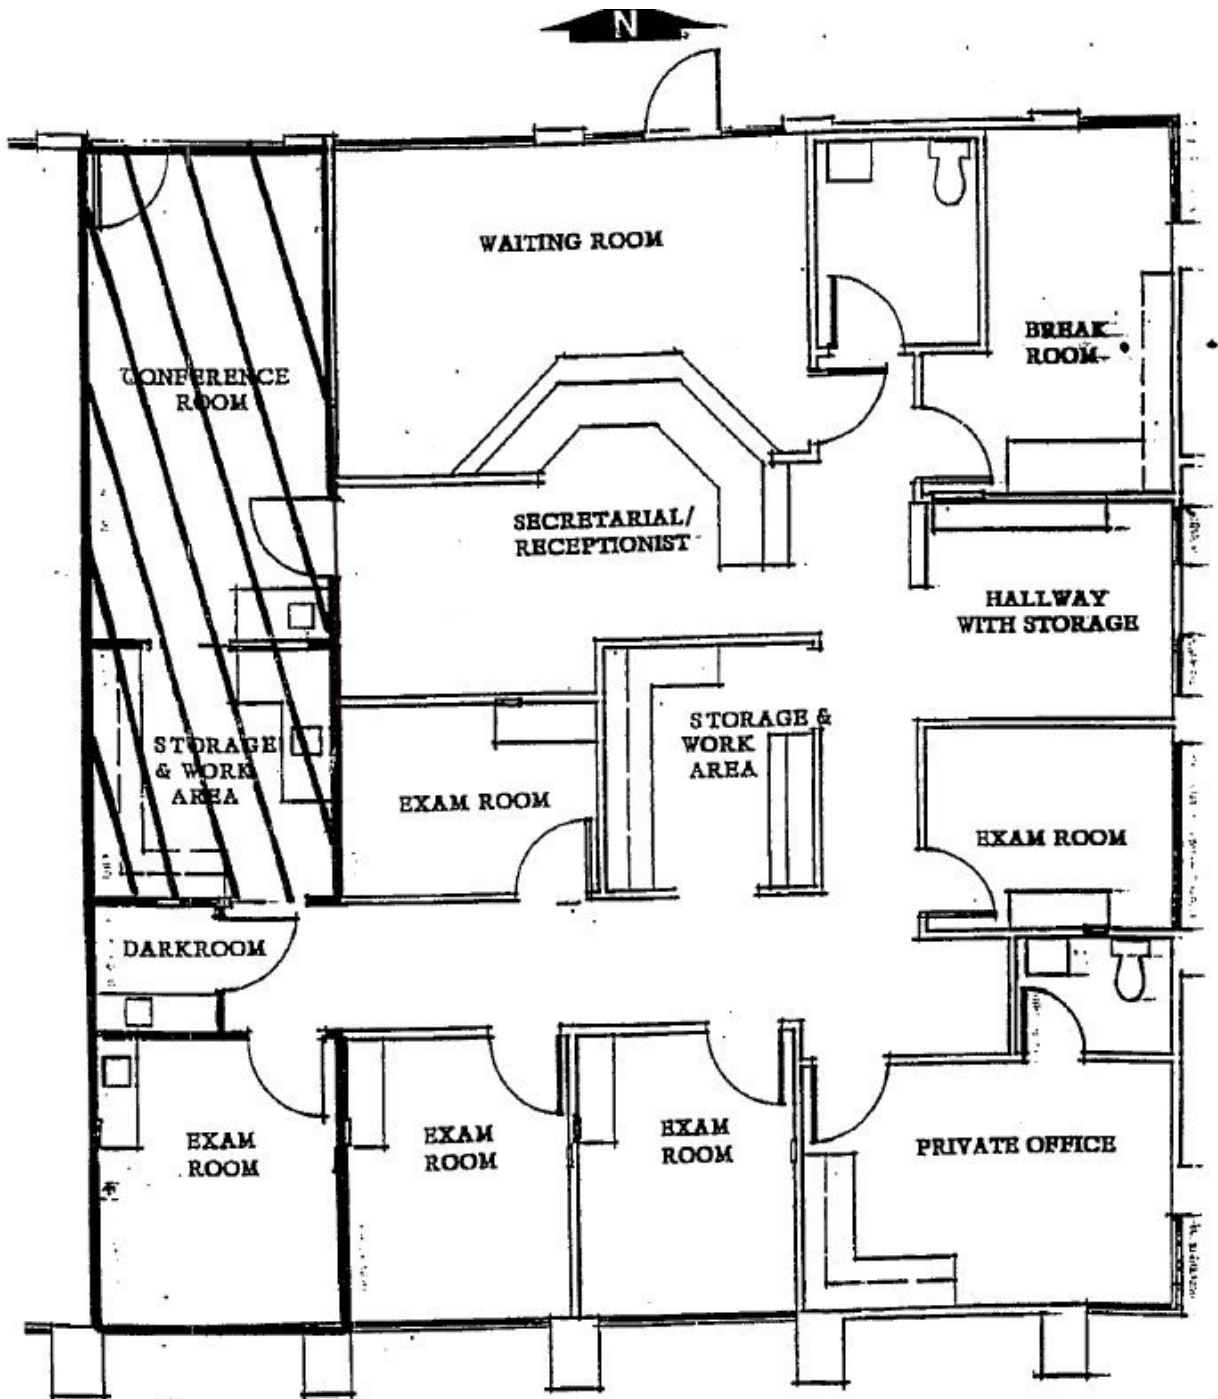 N
WAITING ROOM
BREAK
ROOM
CONFERENCE
ROOM
SECRETARIAL/
RECEPTIONIST
HALLWAY
WITH STORAGE
STORAGE
& WORK
AREA
EXAM ROOM
STORAGE &
WORK
AREA
EXAM ROOM
DARKROOM
EXAM
ROOM
EXAM
ROOM
EXAM
ROOM
PRIVATE OFFICE